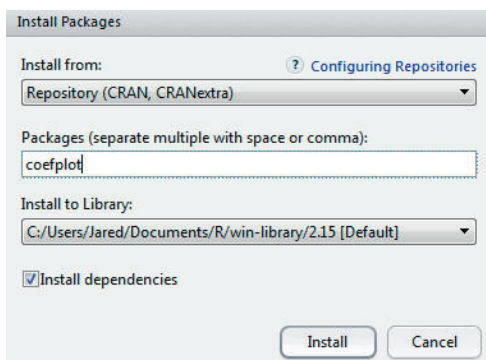 Install Packages
Install from:
? Configuring Repositories
Repository (CRAN, CRANextra)
Packages (separate multiple with space or comma):
coefplot
Install to Library:
C:/Users/Jared/Documents/R/win-library/2.15 [Default]
Install dependencies
Install
Cancel